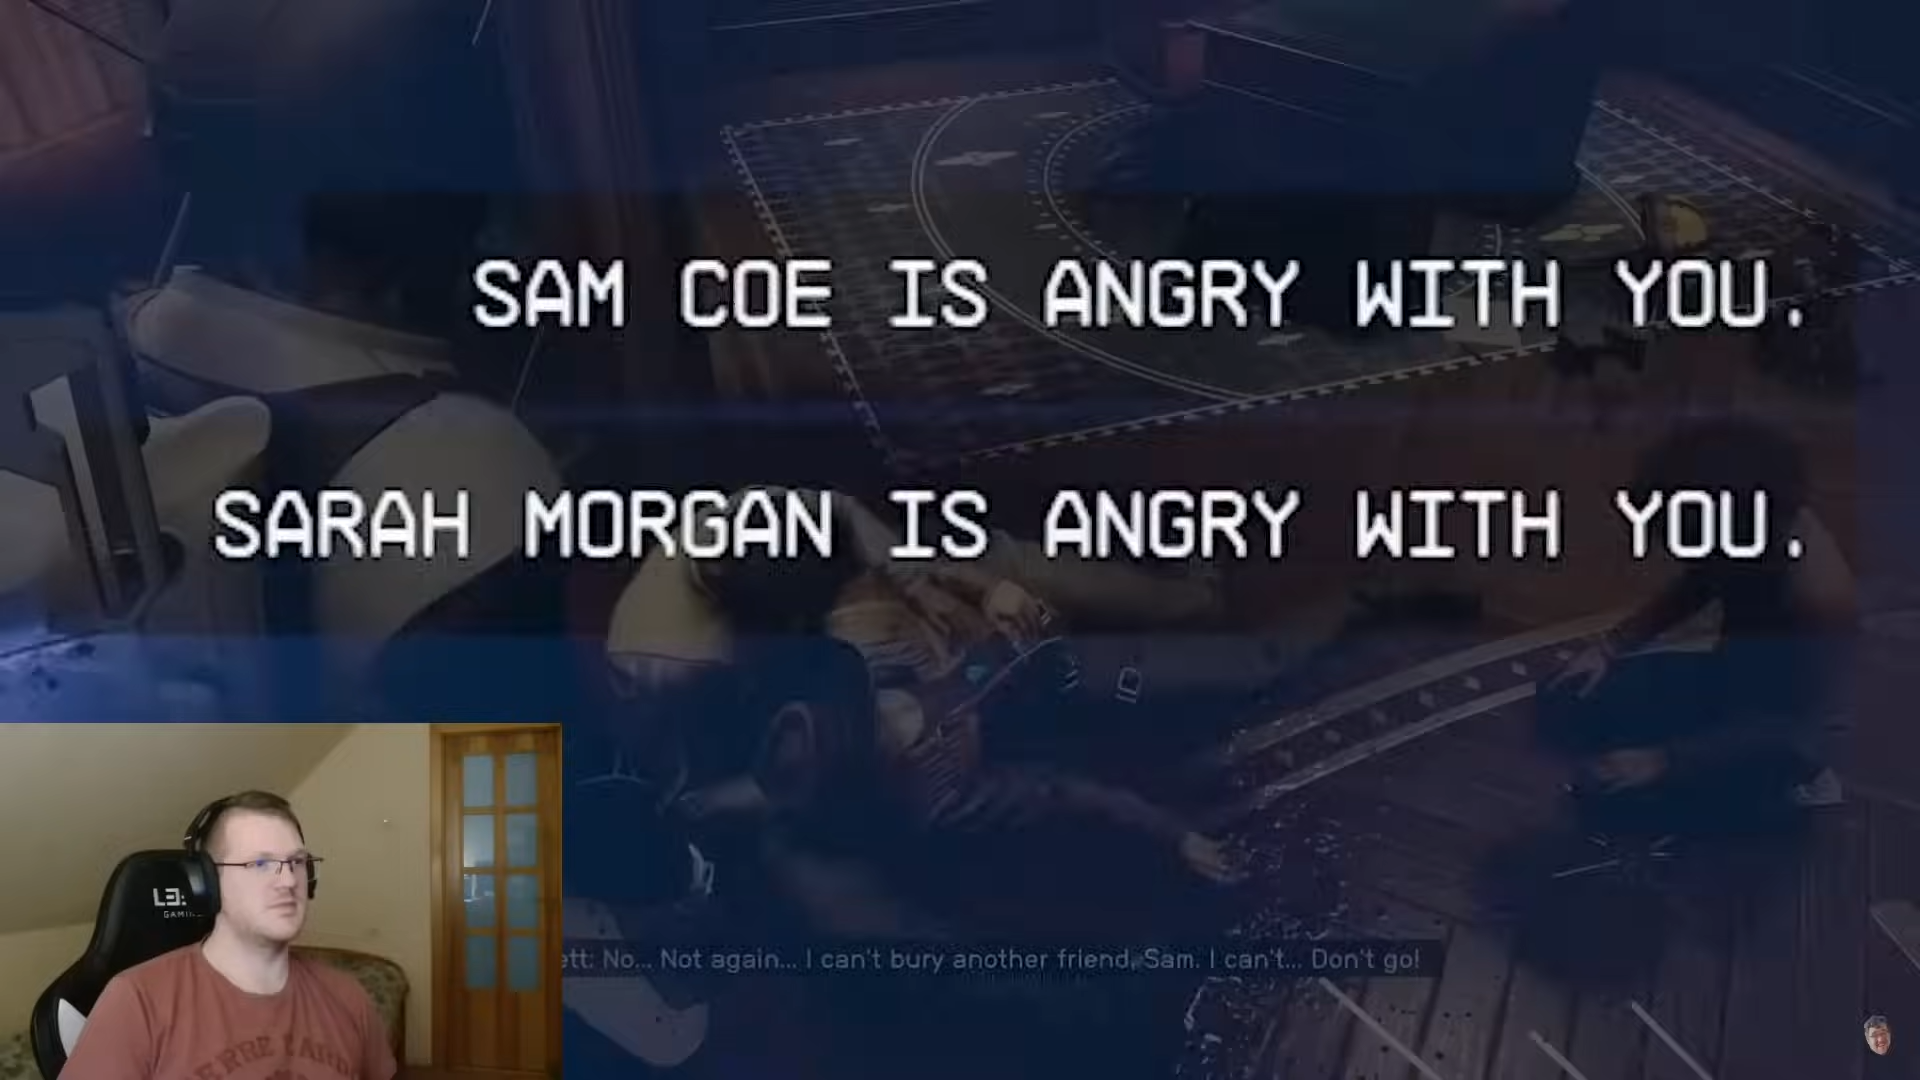 SAM COE IS ANGRY WITH YOU.
SARAH MORGAN IS ANGRY WITH YOU.
ett: No... Not again... I can't bury another friend, Sam. I can't... Don't go!